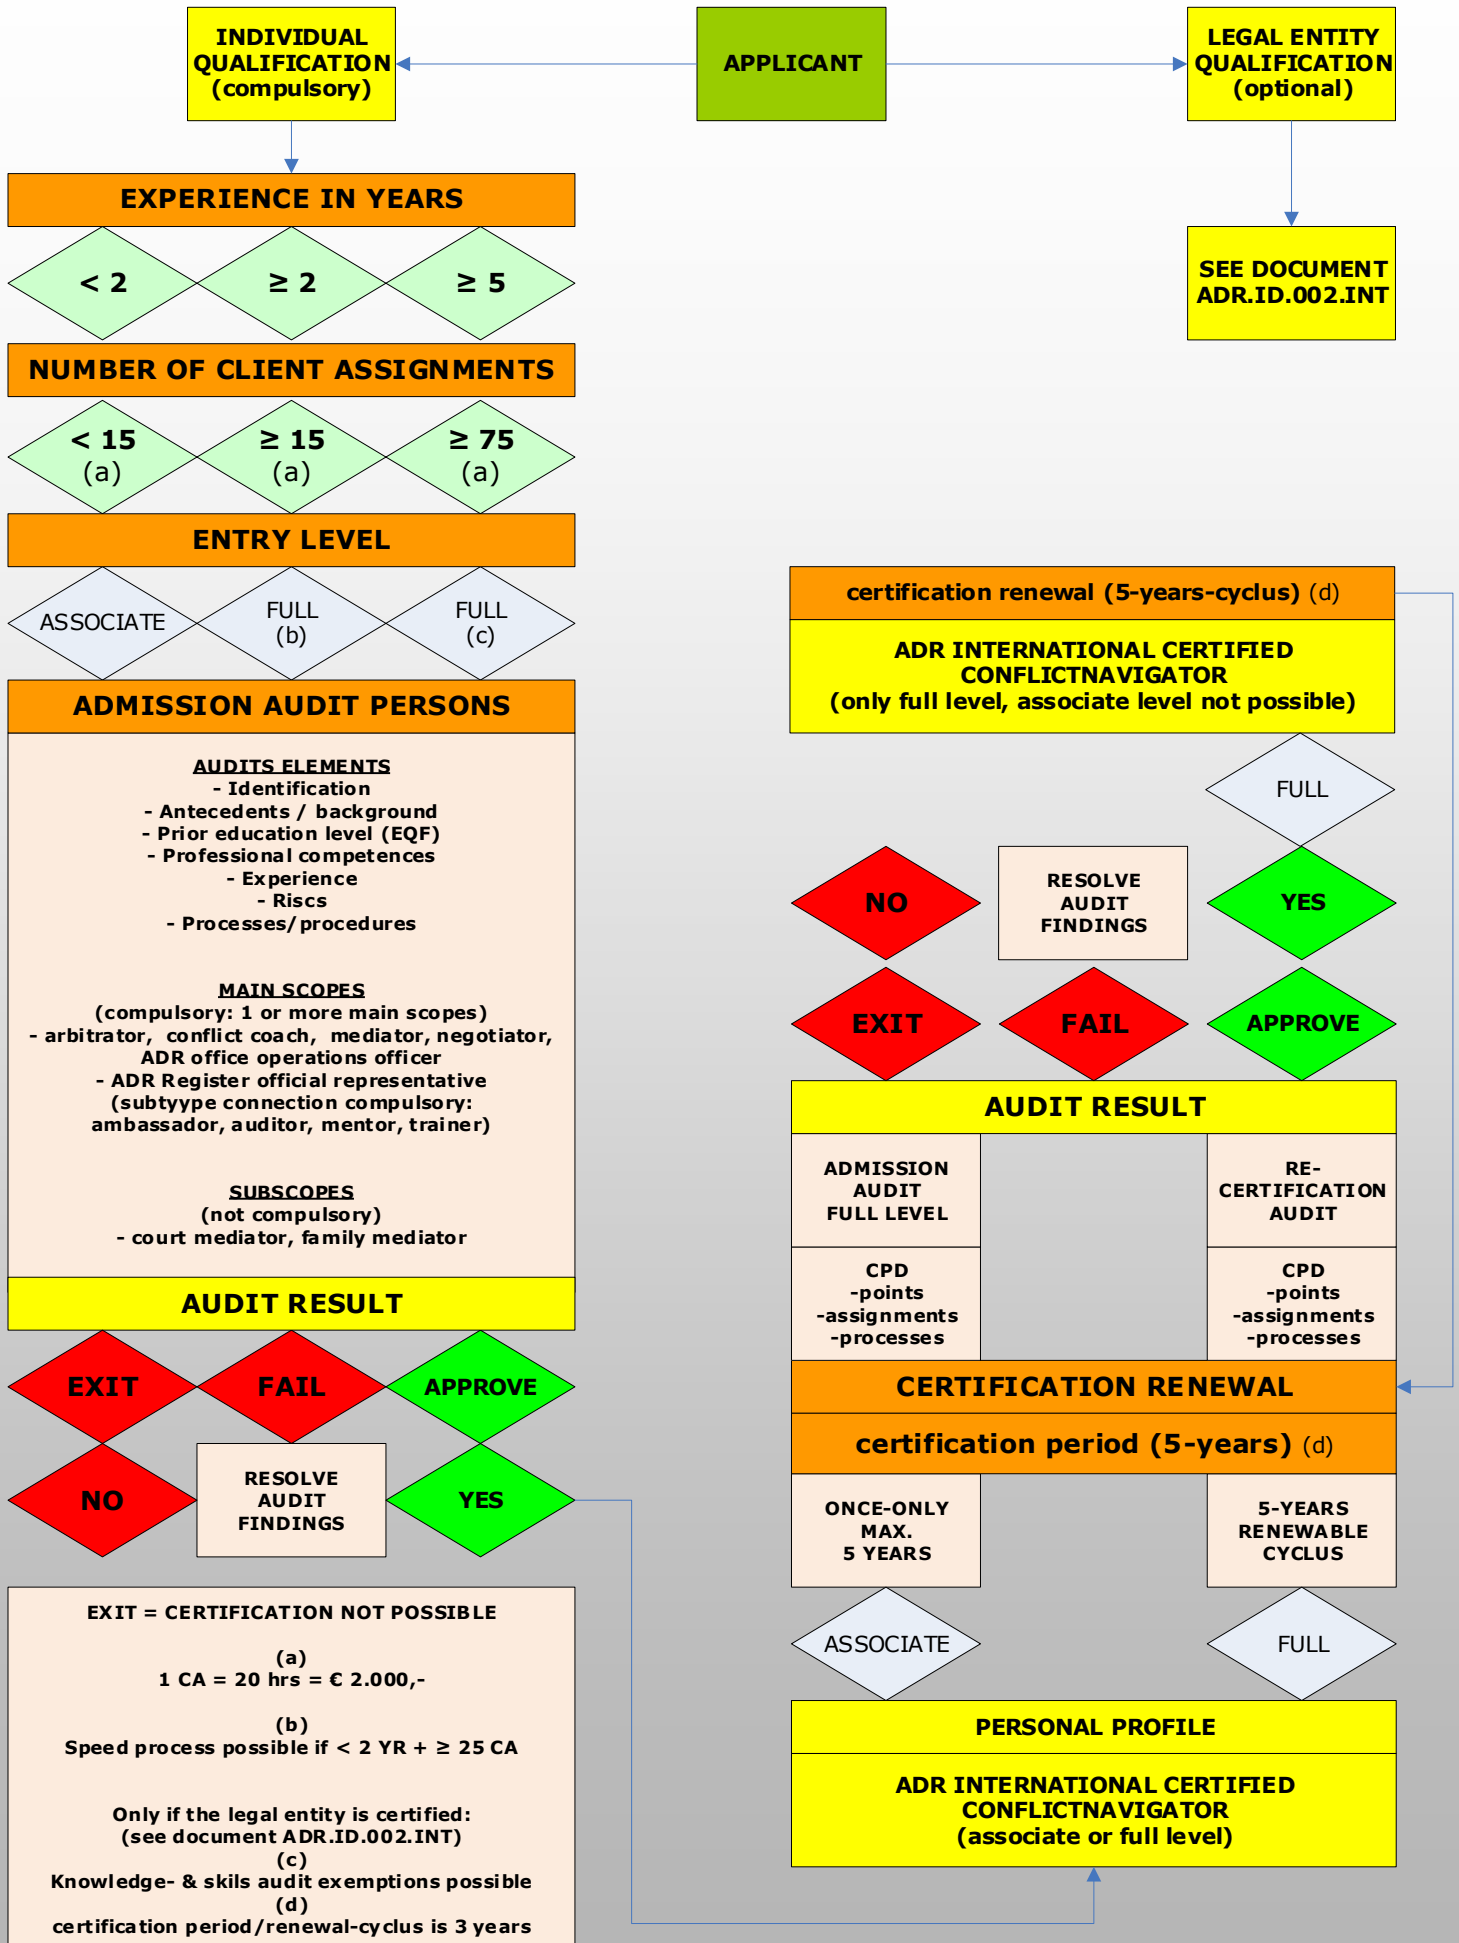 INDIVIDUAL
QUALIFICATION
(compulsory)
APPLICANT
LEGAL ENTITY
QUALIFICATION
(optional)
SEE DOCUMENT
ADR.ID.002.INT
EXPERIENCE IN YEARS
< 2
≥ 2
≥ 5
NUMBER OF CLIENT ASSIGNMENTS
< 15
(a)
≥ 15
(a)
≥ 75
(a)
ENTRY LEVEL
ASSOCIATE
FULL
(b)
FULL
(c)
ADMISSION AUDIT PERSONS
AUDITS ELEMENTS
- Identification
- Antecedents / background
- Prior education level (EQF)
- Professional competences
- Experience
- Riscs
- Processes/procedures
MAIN SCOPES
(compulsory: 1 or more main scopes)
- arbitrator, conflict coach, mediator, negotiator,
ADR office operations officer
- ADR Register official representative
(subtyype connection compulsory:
ambassador, auditor, mentor, trainer)
SUBSCOPES
(not compulsory)
- court mediator, family mediator
AUDIT RESULT
EXIT
FAIL
APPROVE
NO
RESOLVE
AUDIT
FINDINGS
YES
EXIT = CERTIFICATION NOT POSSIBLE
(a)
1 CA = 20 hrs = € 2.000,-
(b)
Speed process possible if < 2 YR + ≥ 25 CA
Only if the legal entity is certified:
(see document ADR.ID.002.INT)
(c)
Knowledge- & skils audit exemptions possible
(d)
certification period/renewal-cyclus is 3 years
certification renewal (5-years-cyclus) (d)
ADR INTERNATIONAL CERTIFIED
CONFLICTNAVIGATOR
(only full level, associate level not possible)
FULL
NO
RESOLVE
AUDIT
FINDINGS
YES
EXIT
FAIL
APPROVE
AUDIT RESULT
ADMISSION
AUDIT
FULL LEVEL
RE-
CERTIFICATION
AUDIT
CPD
-points
-assignments
-processes
CPD
-points
-assignments
-processes
CERTIFICATION RENEWAL
certification period (5-years) (d)
ONCE-ONLY
MAX.
5 YEARS
5-YEARS
RENEWABLE
CYCLUS
ASSOCIATE
FULL
PERSONAL PROFILE
ADR INTERNATIONAL CERTIFIED
CONFLICTNAVIGATOR
(associate or full level)